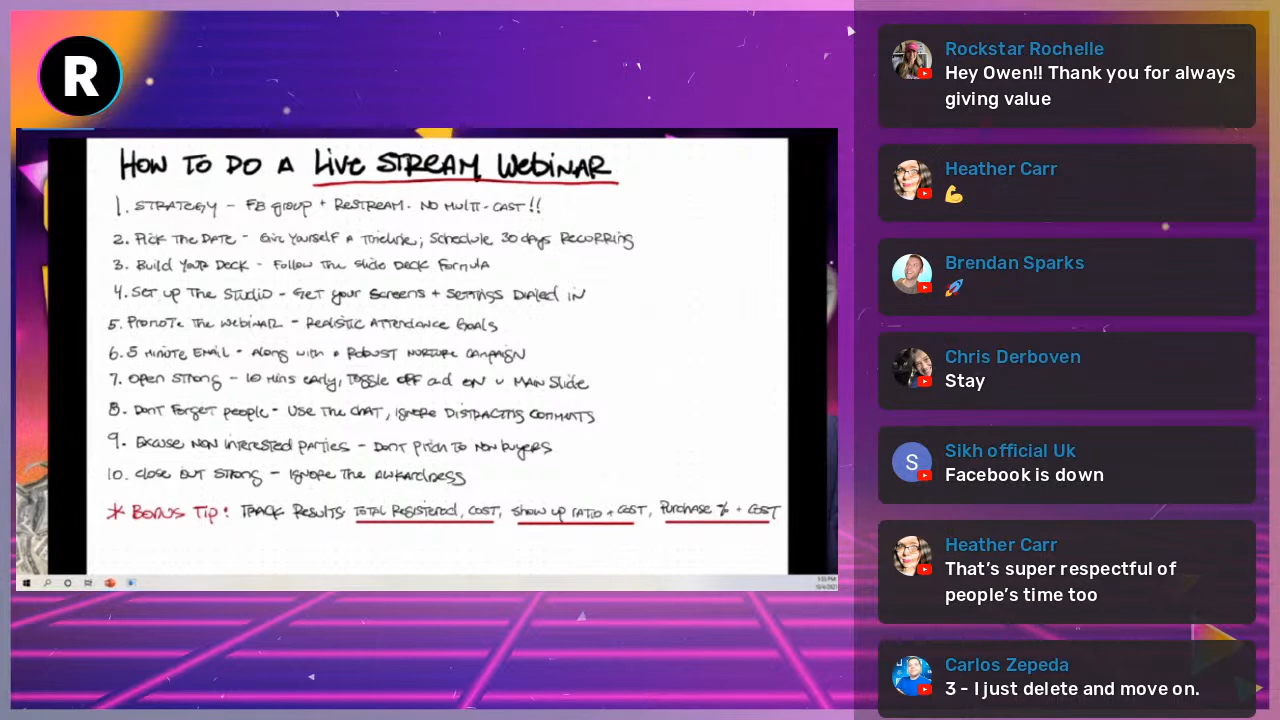 R
HOW TO DO A LIVE STREAM WEBINAR
1. STRATEGY - FB group + RESTREAM. NO MULTI-CAST!!
2. Pick The DATE - Give Yourself A Timeline; Schedule 30 days RECORRING
3. Build Your Deck - Follow The Slide Deck Formula
4. Set up The Studio - Get your Screens + SETTINGS Dialed IN
5. Promote The Webinar - Realistic Attendance Goals
6. 5 minute Email - Along with a Robust Nurture Campaign
7. Open Strong - 10 mins early, Toggle OFF and ON U MAN Slide
8. Dont Forget people - Use The chat, ignore DISTRACTING COMMENTS
9. Excuse NON interested parties - Dont pitch To Non buyers
10. Close Out Strong - Ignore The Awkardness
* Bonus Tip! TRACK Results. TOTAL Registered, COST, Show up ratio + COST, Purchase % + COST
Rockstar Rochelle
Hey Owen!! Thank you for always
giving value
Heather Carr
💪
Brendan Sparks
🚀
Chris Derboven
Stay
S
Sikh official Uk
Facebook is down
Heather Carr
That’s super respectful of
people’s time too
Carlos Zepeda
3 - I just delete and move on.